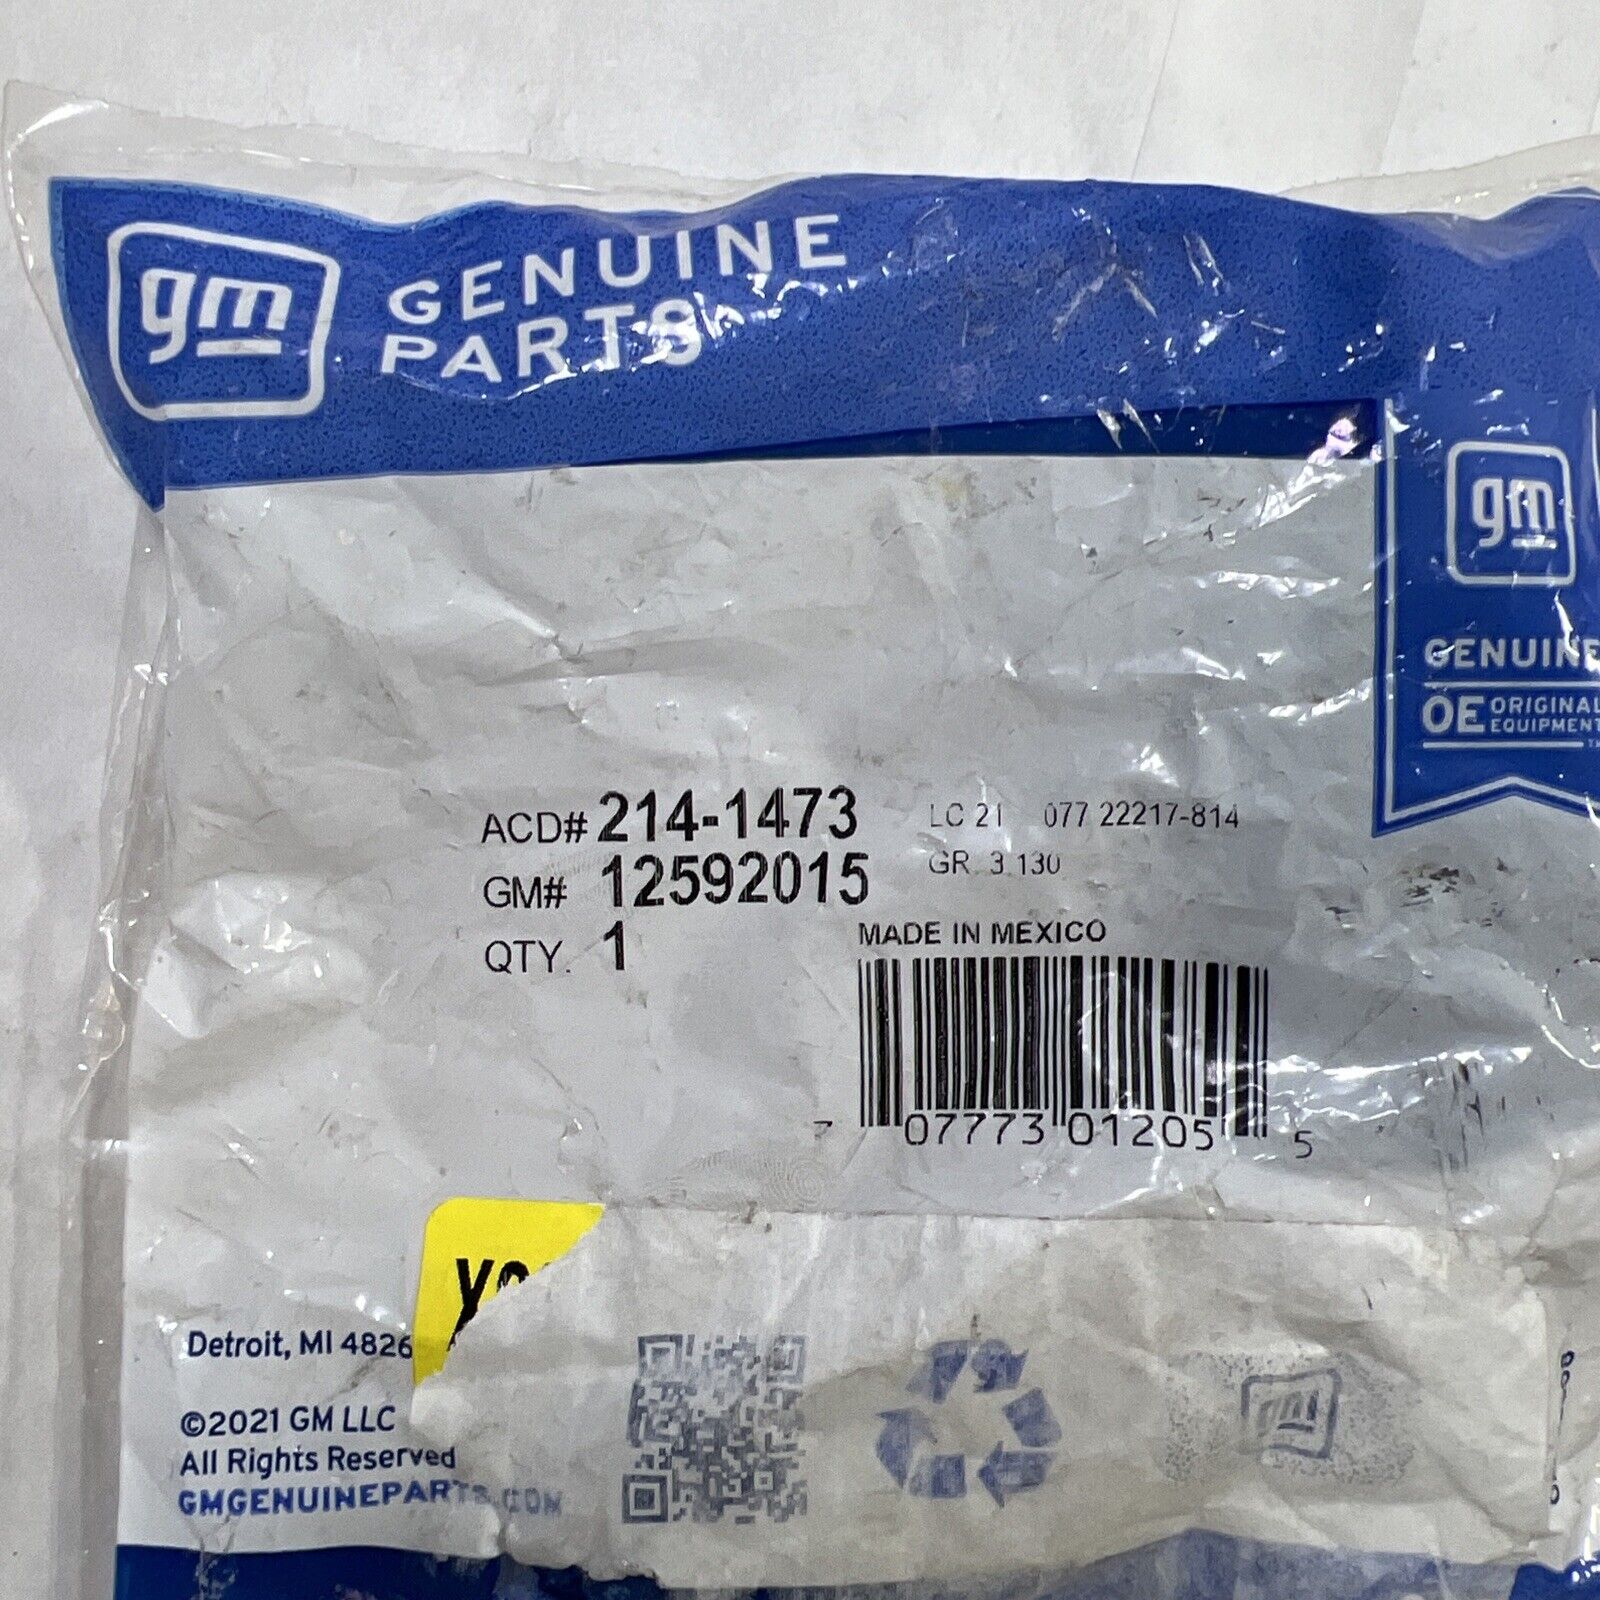 gm GENUINE
PARTS
gm
GENUINE
OE ORIGINAL
EQUIPMENT
ACD# 214-1473
LC 21 077 22217-814
GM# 12592015
GR. 3.130
QTY. 1
MADE IN MEXICO
7 07773 01205 5
Detroit, MI 4826
©2021 GM LLC
All Rights Reserved
GMGENUINEPARTS.COM
gm